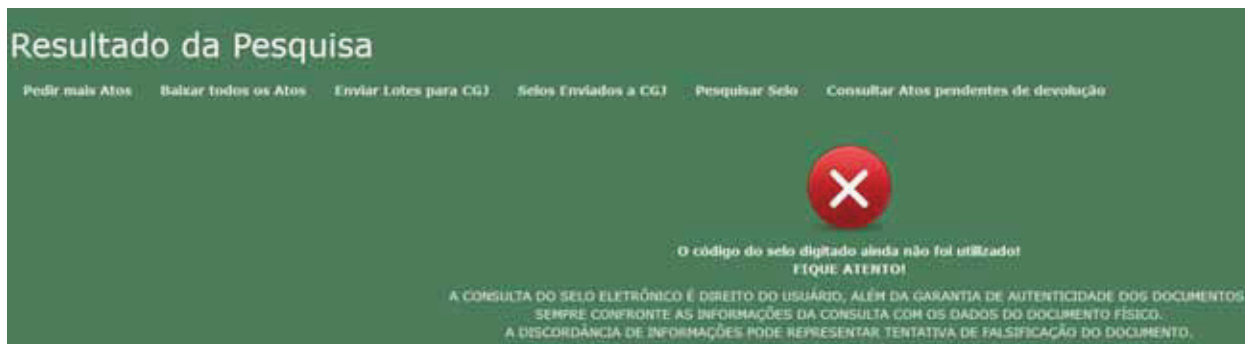 Resultado da Pesquisa
Pedir mais Atos Baixar todos os Atos Enviar Lotes para CGJ Selos Enviados a CGJ Pesquisar Selo Consultar Atos pendentes de devolução
O código do selo digitado ainda não foi utilizado!
FIQUE ATENTO!
A CONSULTA DO SELO ELETRÔNICO É DIREITO DO USUÁRIO, ALÉM DA GARANTIA DE AUTENTICIDADE DOS DOCUMENTOS
SEMPRE CONFRONTE AS INFORMAÇÕES DA CONSULTA COM OS DADOS DO DOCUMENTO FÍSICO.
A DISCORDÂNCIA DE INFORMAÇÕES PODE REPRESENTAR TENTATIVA DE FALSIFICAÇÃO DO DOCUMENTO.